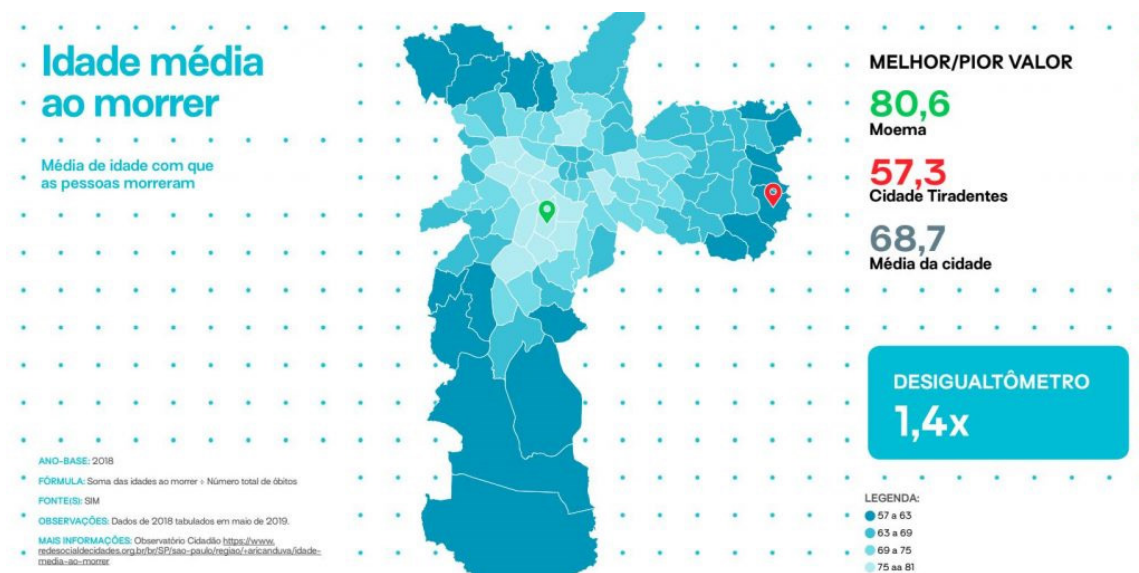 Idade média
ao morrer
Média de idade com que
as pessoas morreram
ANO-BASE: 2018
FÓRMULA: Soma das idades ao morrer ÷ Número total de óbitos
FONTE(S): SIM
OBSERVAÇÕES: Dados de 2018 tabulados em maio de 2019.
MAIS INFORMAÇÕES: Observatório Cidadão https://www.
redesocialdecidades.org.br/br/SP/sao-paulo/regiao/+aricanduva/idade-
media-ao-morrer
MELHOR/PIOR VALOR
80,6
Moema
57,3
Cidade Tiradentes
68,7
Média da cidade
DESIGUALTÔMETRO
1,4x
LEGENDA:
57 a 63
63 a 69
69 a 75
75 aa 81